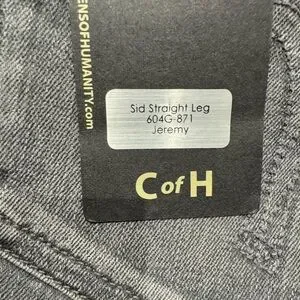 ENSOFHUMANITY.com
Sid Straight Leg
604G-871
Jeremy
C of H